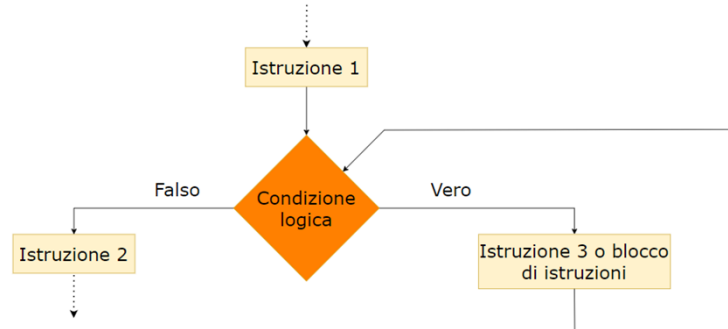 Istruzione 1
Falso
Vero
Condizione
logica
Istruzione 2
Istruzione 3 o blocco
di istruzioni